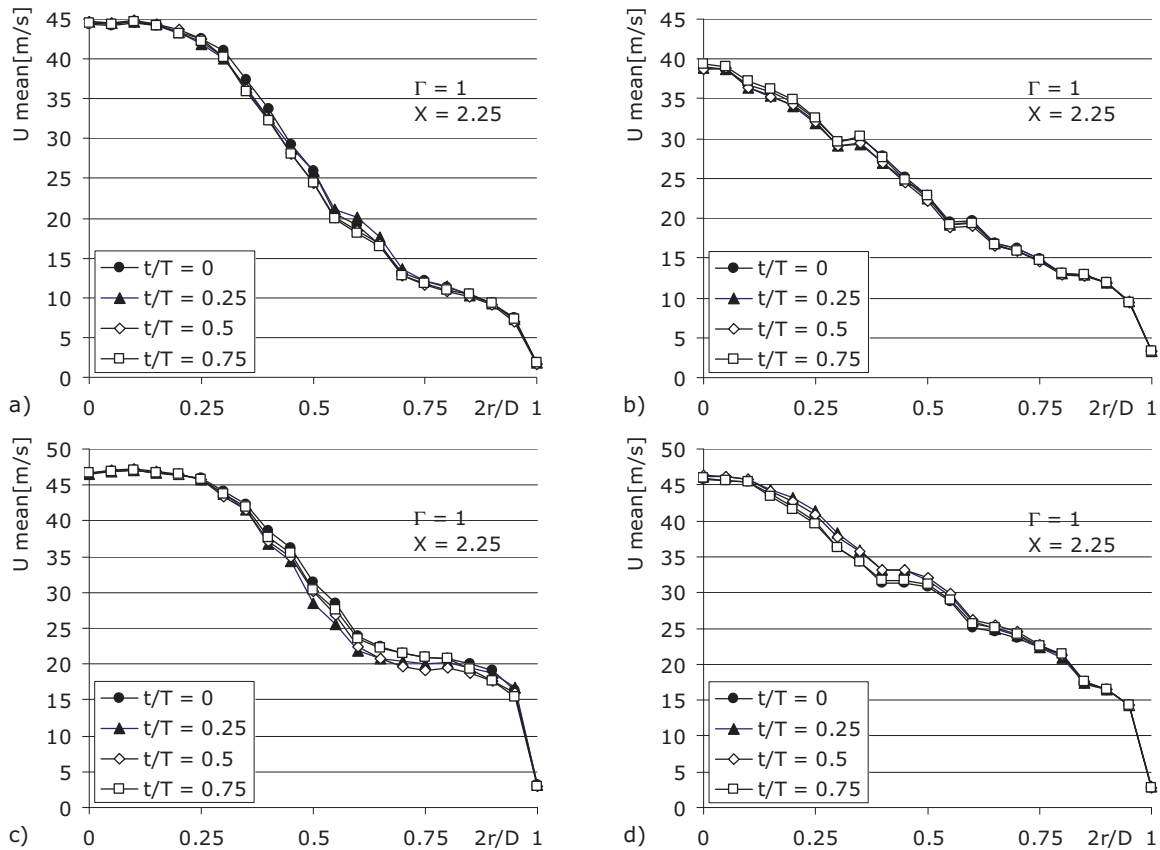 U mean[m/s]
45
40
35
30
25
20
15
10
5
0
Γ = 1
X = 2.25
t/T = 0
t/T = 0.25
t/T = 0.5
t/T = 0.75
a)
0 0.25 0.5 0.75 2r/D 1
U mean[m/s]
45
40
35
30
25
20
15
10
5
0
Γ = 1
X = 2.25
t/T = 0
t/T = 0.25
t/T = 0.5
t/T = 0.75
b)
0 0.25 0.5 0.75 2r/D 1
U mean[m/s]
50
45
40
35
30
25
20
15
10
5
0
Γ = 1
X = 2.25
t/T = 0
t/T = 0.25
t/T = 0.5
t/T = 0.75
c)
0 0.25 0.5 0.75 2r/D 1
U mean[m/s]
50
45
40
35
30
25
20
15
10
5
0
Γ = 1
X = 2.25
t/T = 0
t/T = 0.25
t/T = 0.5
t/T = 0.75
d)
0 0.25 0.5 0.75 2r/D 1